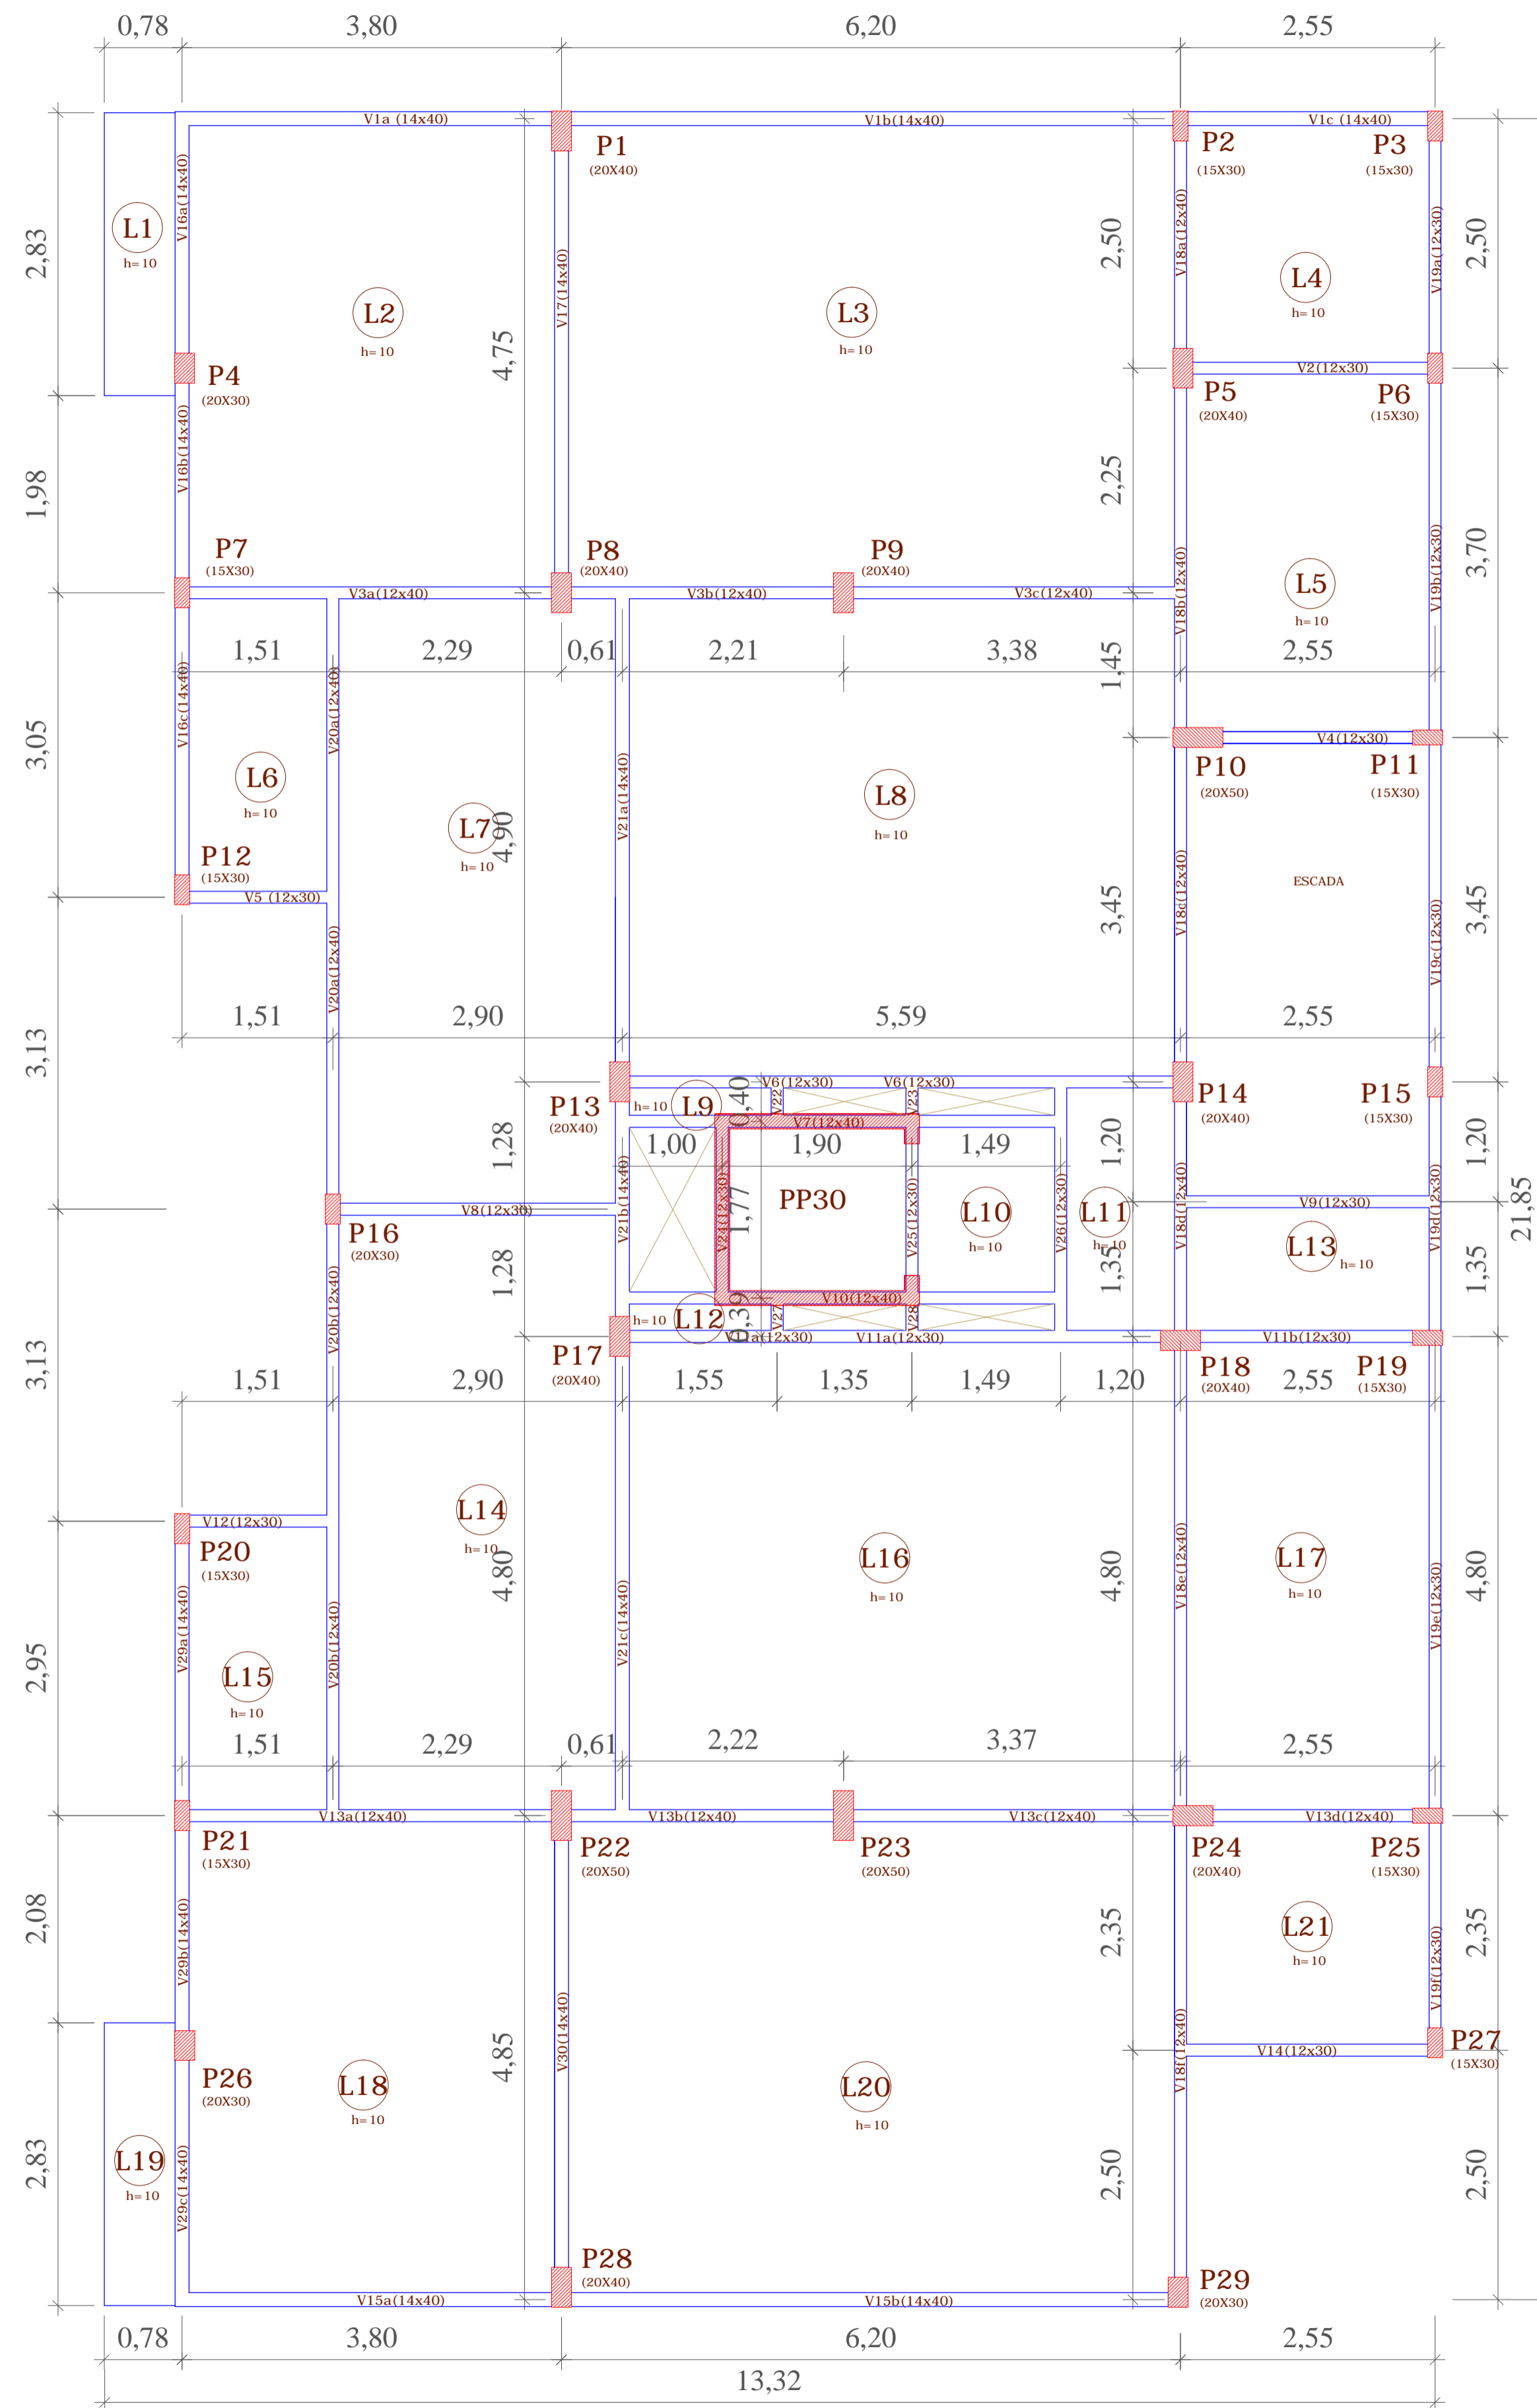 0,78 3,80 6,20 2,55
V1a (14x40) V1b(14x40) V1c (14x40)
P1 P2 P3
(20X40) (15X30) (15x30)
V16a(14x40)
L1
h=10
2,83
V17(14x40)
V18a(12x40)
V19a(12x30)
2,50
2,50
L2
h=10
L3
h=10
L4
h=10
4,75
P4
(20X30)
V2(12x30)
P5
(20X40)
P6
(15X30)
V16b(14x40)
1,98
2,25
3,70
P7
(15X30)
P8
(20X40)
P9
(20X40)
V18b(12x40)
V19b(12x30)
L5
h=10
V3a(12x40) V3b(12x40) V3c(12x40)
1,51 2,29 0,61 2,21 3,38 2,55
1,45
V16c(14x40)
V20a(12x40)
3,05
V21a(14x40)
V4(12x30)
P10
(20X50)
P11
(15X30)
L6
h=10
L7
h=10
4,90
L8
h=10
P12
(15X30)
V5 (12x30)
ESCADA
V18c(12x40)
V19c(12x30)
3,45
3,45
V20a(12x40)
3,13
1,51 2,90 5,59 2,55
V6(12x30) V6(12x30)
P13
(20X40)
h=10
L9
0,40
V22
V23
P14
(20X40)
P15
(15X30)
V7(12x40)
1,28
1,00 1,90 1,49
1,20
1,20
V21b(14x40)
V24(12x30)
1,77
PP30
V25(12x30)
L10
h=10
V26(12x30)
L11
h=10
V18d(12x40)
V19d(12x30)
V9(12x30)
21,85
V8(12x30)
P16
(20X30)
L13
h=10
1,28
1,35
1,35
V20b(12x40)
V10(12x40)
h=10
L12
0,39
V27
V28
V11a(12x30) V11a(12x30) V11b(12x30)
P17
(20X40)
P18
(20X40)
P19
(15X30)
3,13
1,51 2,90 1,55 1,35 1,49 1,20 2,55
L14
h=10
V12(12x30)
P20
(15X30)
4,80
L16
h=10
L17
h=10
4,80
4,80
V29a(14x40)
V20b(12x40)
V21c(14x40)
V18e(12x40)
V19e(12x30)
2,95
L15
h=10
1,51 2,29 0,61 2,22 3,37 2,55
V13a(12x40) V13b(12x40) V13c(12x40) V13d(12x40)
P21
(15X30)
P22
(20X50)
P23
(20X50)
P24
(20X40)
P25
(15X30)
2,08
V29b(14x40)
L21
h=10
2,35
2,35
V19f(12x30)
V30(14x40)
4,85
V18f(12x40)
V14(12x30)
P27
(15X30)
P26
(20X30)
L18
h=10
L20
h=10
L19
h=10
2,83
V29c(14x40)
2,50
2,50
P28
(20X40)
P29
(20X30)
V15a(14x40) V15b(14x40)
0,78 3,80 6,20 2,55
13,32